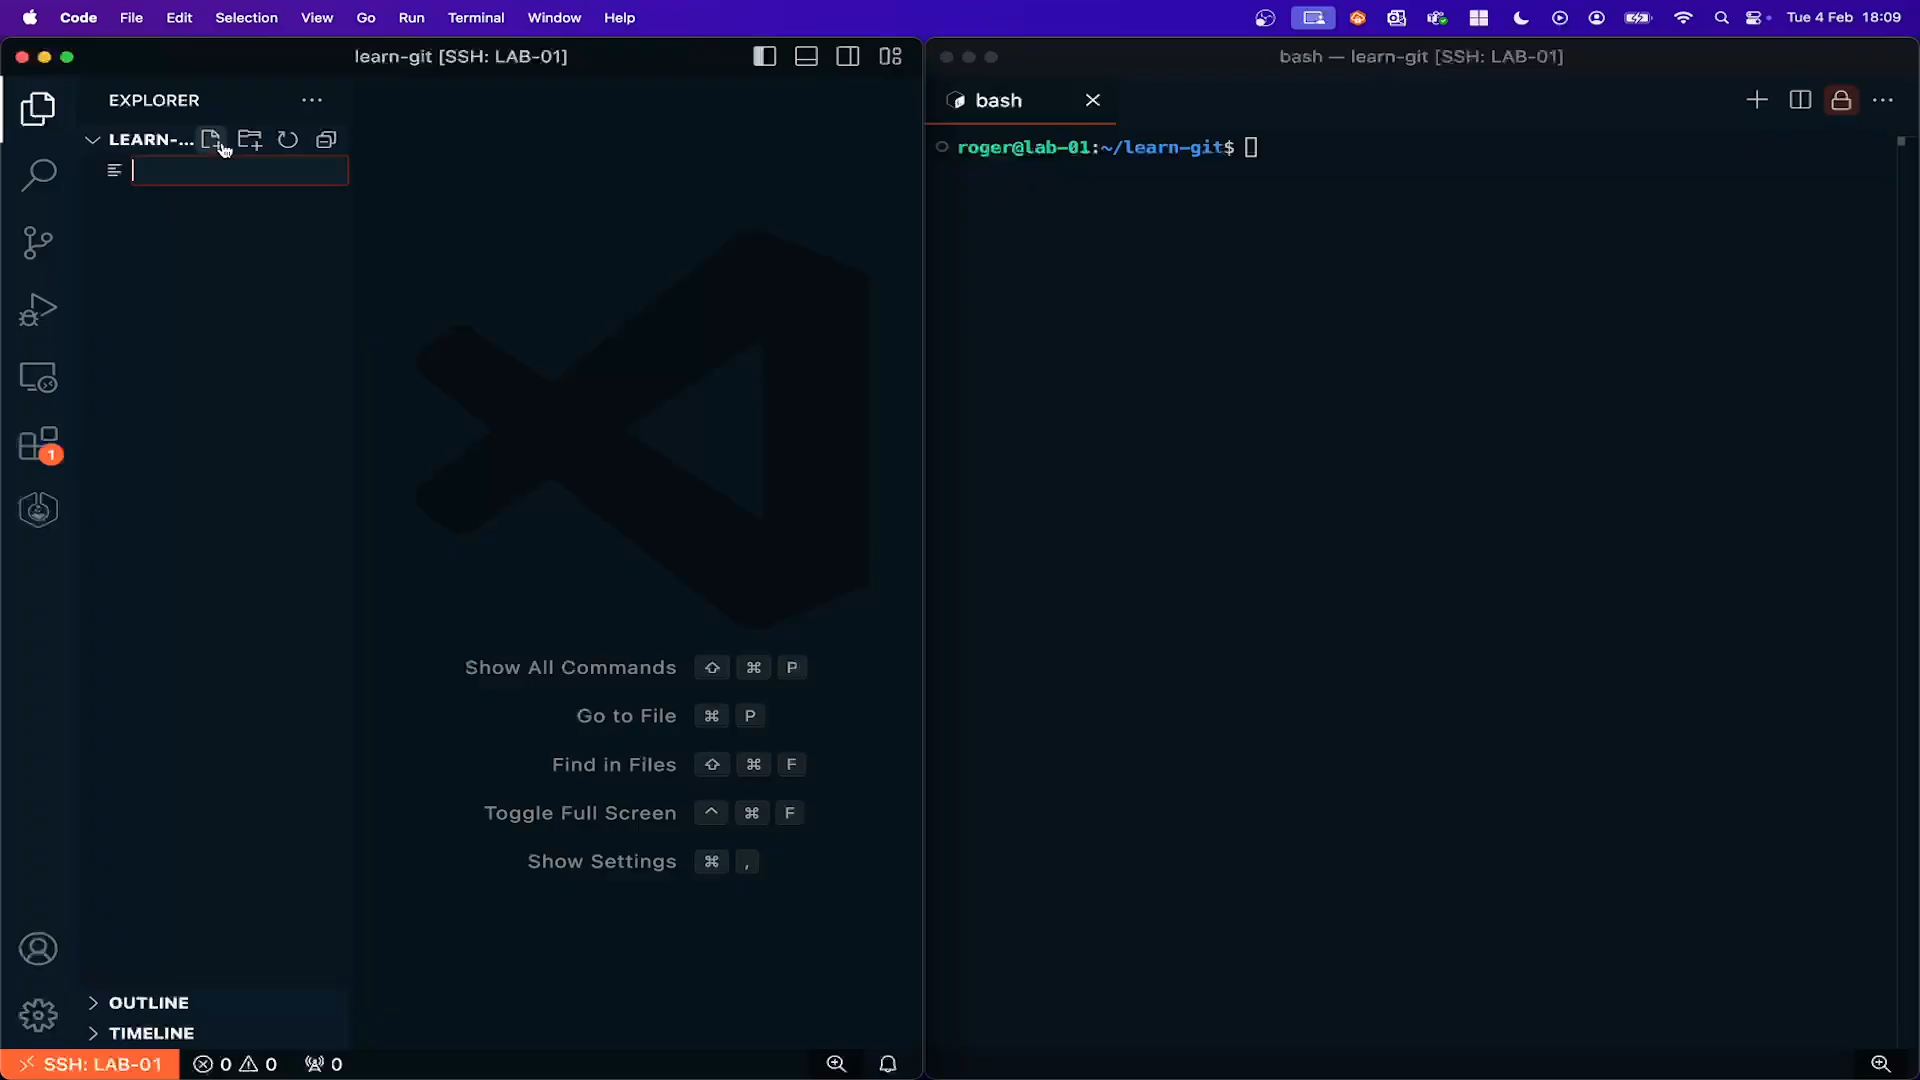 Code File Edit Selection View Go Run Terminal Window Help Tue 4 Feb 18:09
learn-git [SSH: LAB-01]
bash — learn-git [SSH: LAB-01]
EXPLORER
bash
LEARN-...
roger@lab-01:~/learn-git$
1
Show All Commands ⇧ ⌘ P
Go to File ⌘ P
Find in Files ⇧ ⌘ F
Toggle Full Screen ^ ⌘ F
Show Settings ⌘ ,
OUTLINE
TIMELINE
SSH: LAB-01 0 0 0